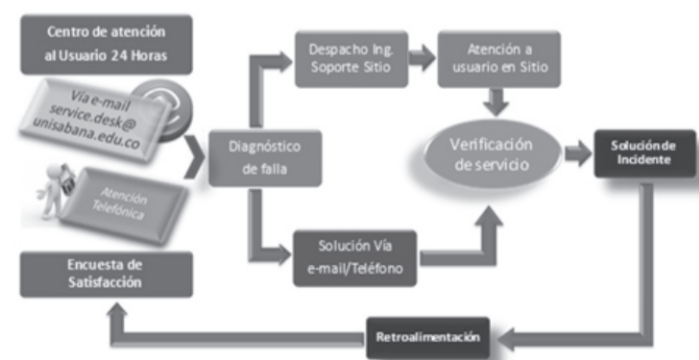 Centro de atención
al Usuario 24 Horas
Vía e-mail
service.desk@
unisabana.edu.co
Atención
Telefónica
Diagnóstico
de falla
Despacho Ing.
Soporte Sitio
Atención a
usuario en Sitio
Verificación
de servicio
Solución de
Incidente
Solución Vía
e-mail/Teléfono
Encuesta de
Satisfacción
Retroalimentación